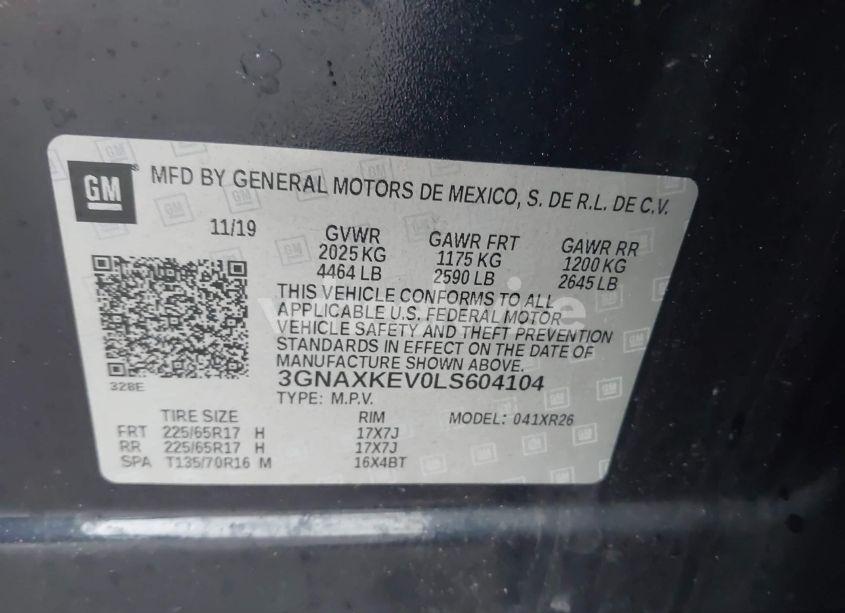 GM
MFD BY GENERAL MOTORS DE MEXICO, S. DE R.L. DE C.V.
11/19
GVWR GAWR FRT GAWR RR
2025 KG 1175 KG 1200 KG
4464 LB 2590 LB 2645 LB
THIS VEHICLE CONFORMS TO ALL
APPLICABLE U.S. FEDERAL MOTOR
VEHICLE SAFETY AND THEFT PREVENTION
STANDARDS IN EFFECT ON THE DATE OF
MANUFACTURE SHOWN ABOVE.
3GNAXKEV0LS604104
328E
TYPE: M.P.V.
TIRE SIZE RIM MODEL: 041XR26
FRT 225/65R17 H 17X7J
RR 225/65R17 H 17X7J
SPA T135/70R16 M 16X4BT